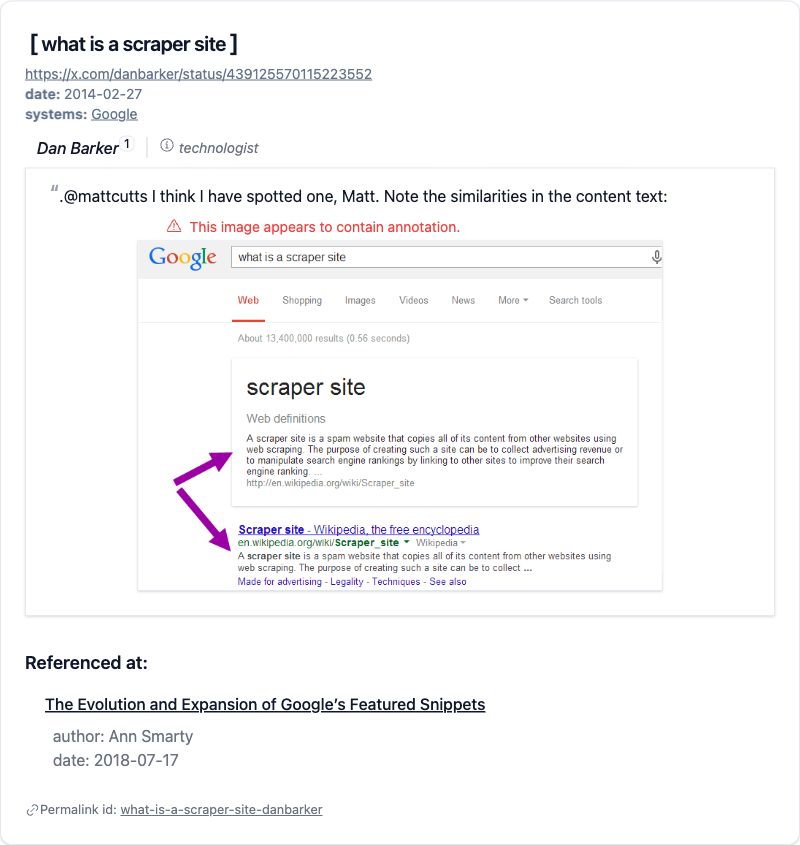 [ what is a scraper site ]
https://x.com/danbarker/status/439125570115223552
date: 2014-02-27
systems: Google
Dan Barker 1 technologist
“.@mattcutts I think I have spotted one, Matt. Note the similarities in the content text:
This image appears to contain annotation.
Google what is a scraper site
Web Shopping Images Videos News More Search tools
About 13,400,000 results (0.56 seconds)
scraper site
Web definitions
A scraper site is a spam website that copies all of its content from other websites using
web scraping. The purpose of creating such a site can be to collect advertising revenue or
to manipulate search engine rankings by linking to other sites to improve their search
engine ranking. ...
http://en.wikipedia.org/wiki/Scraper_site
Scraper site - Wikipedia, the free encyclopedia
en.wikipedia.org/wiki/Scraper_site Wikipedia
A scraper site is a spam website that copies all of its content from other websites using
web scraping. The purpose of creating such a site can be to collect ...
Made for advertising - Legality - Techniques - See also
Referenced at:
The Evolution and Expansion of Google’s Featured Snippets
author: Ann Smarty
date: 2018-07-17
Permalink id: what-is-a-scraper-site-danbarker